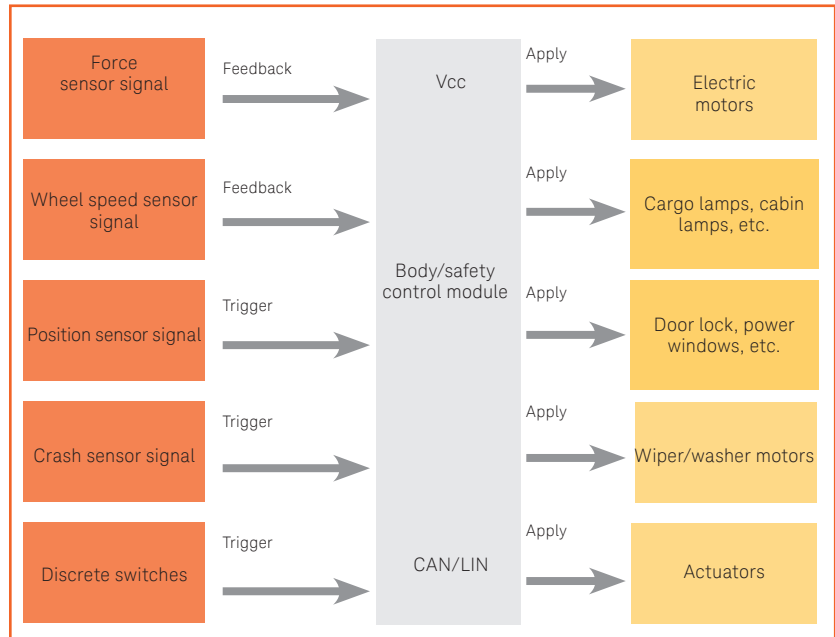 Force
sensor signal
Feedback
Vcc
Apply
Electric
motors
Wheel speed sensor
signal
Feedback
Apply
Cargo lamps, cabin
lamps, etc.
Position sensor signal
Trigger
Body/safety
control module
Apply
Door lock, power
windows, etc.
Crash sensor signal
Trigger
Apply
Wiper/washer motors
Discrete switches
Trigger
CAN/LIN
Apply
Actuators